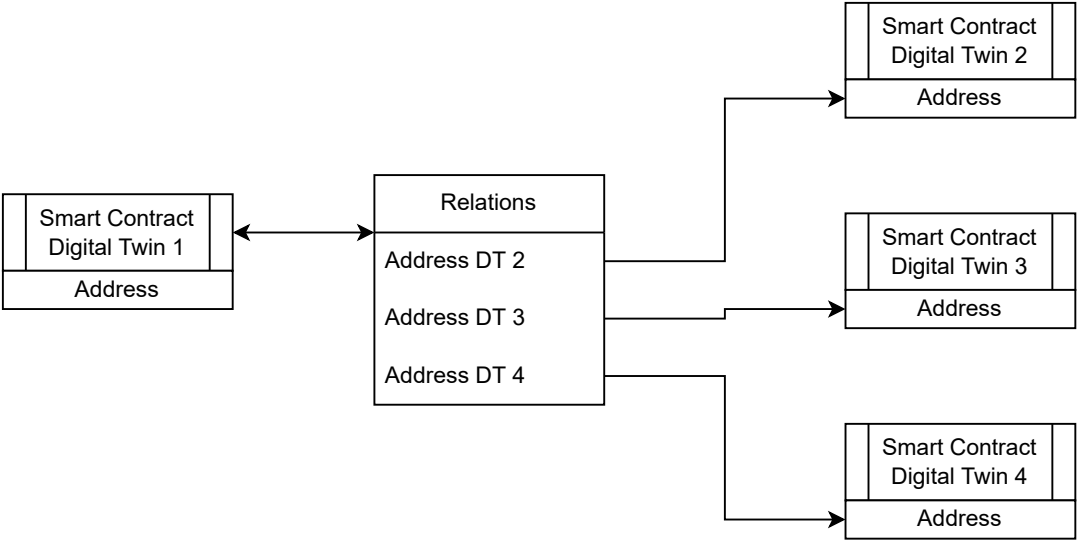 Smart Contract
Digital Twin 1
Address
Relations
Address DT 2
Address DT 3
Address DT 4
Smart Contract
Digital Twin 2
Address
Smart Contract
Digital Twin 3
Address
Smart Contract
Digital Twin 4
Address